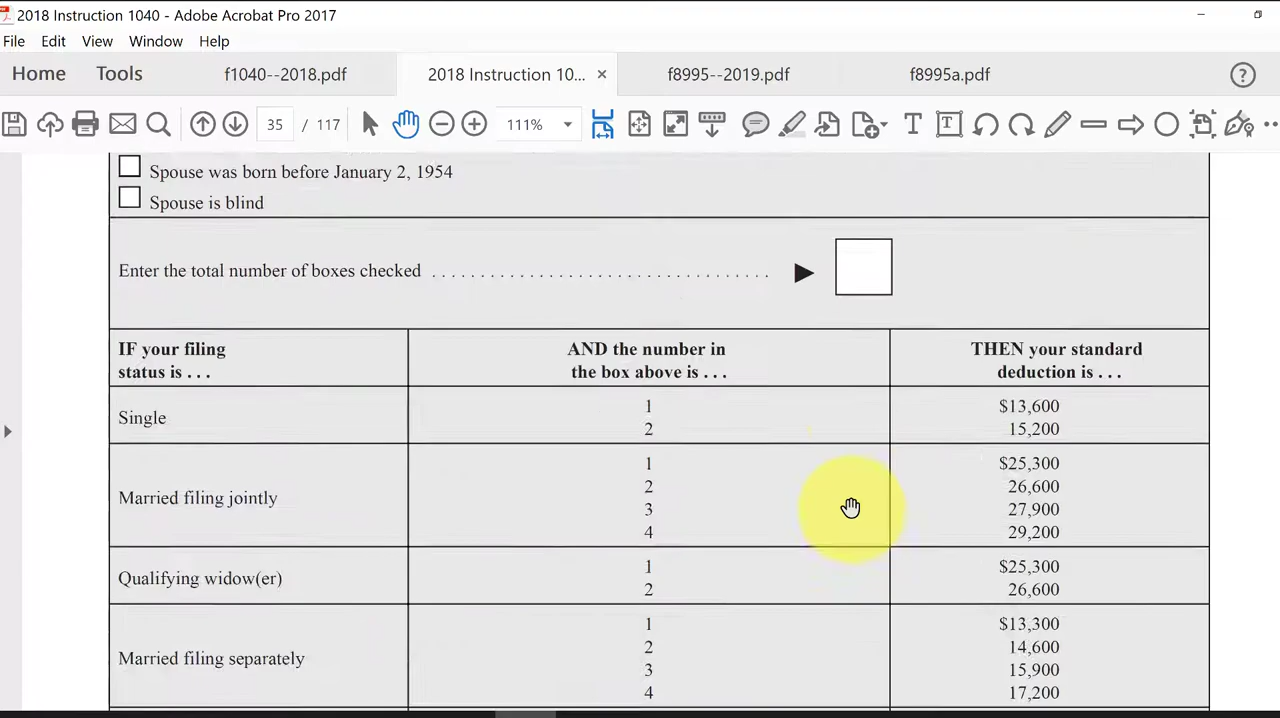 2018 Instruction 1040 - Adobe Acrobat Pro 2017
File Edit View Window Help
Home Tools f1040--2018.pdf 2018 Instruction 10... × f8995--2019.pdf f8995a.pdf ?
35 / 117 111%
Spouse was born before January 2, 1954
Spouse is blind
Enter the total number of boxes checked . . . . . . . . . . . . . . . . . . . . . . . . . . . . . . . . . . . ▶
IF your filing status is . . .
AND the number in the box above is . . .
THEN your standard deduction is . . .
Single
1 $13,600
2 15,200
Married filing jointly
1 $25,300
2 26,600
3 27,900
4 29,200
Qualifying widow(er)
1 $25,300
2 26,600
Married filing separately
1 $13,300
2 14,600
3 15,900
4 17,200